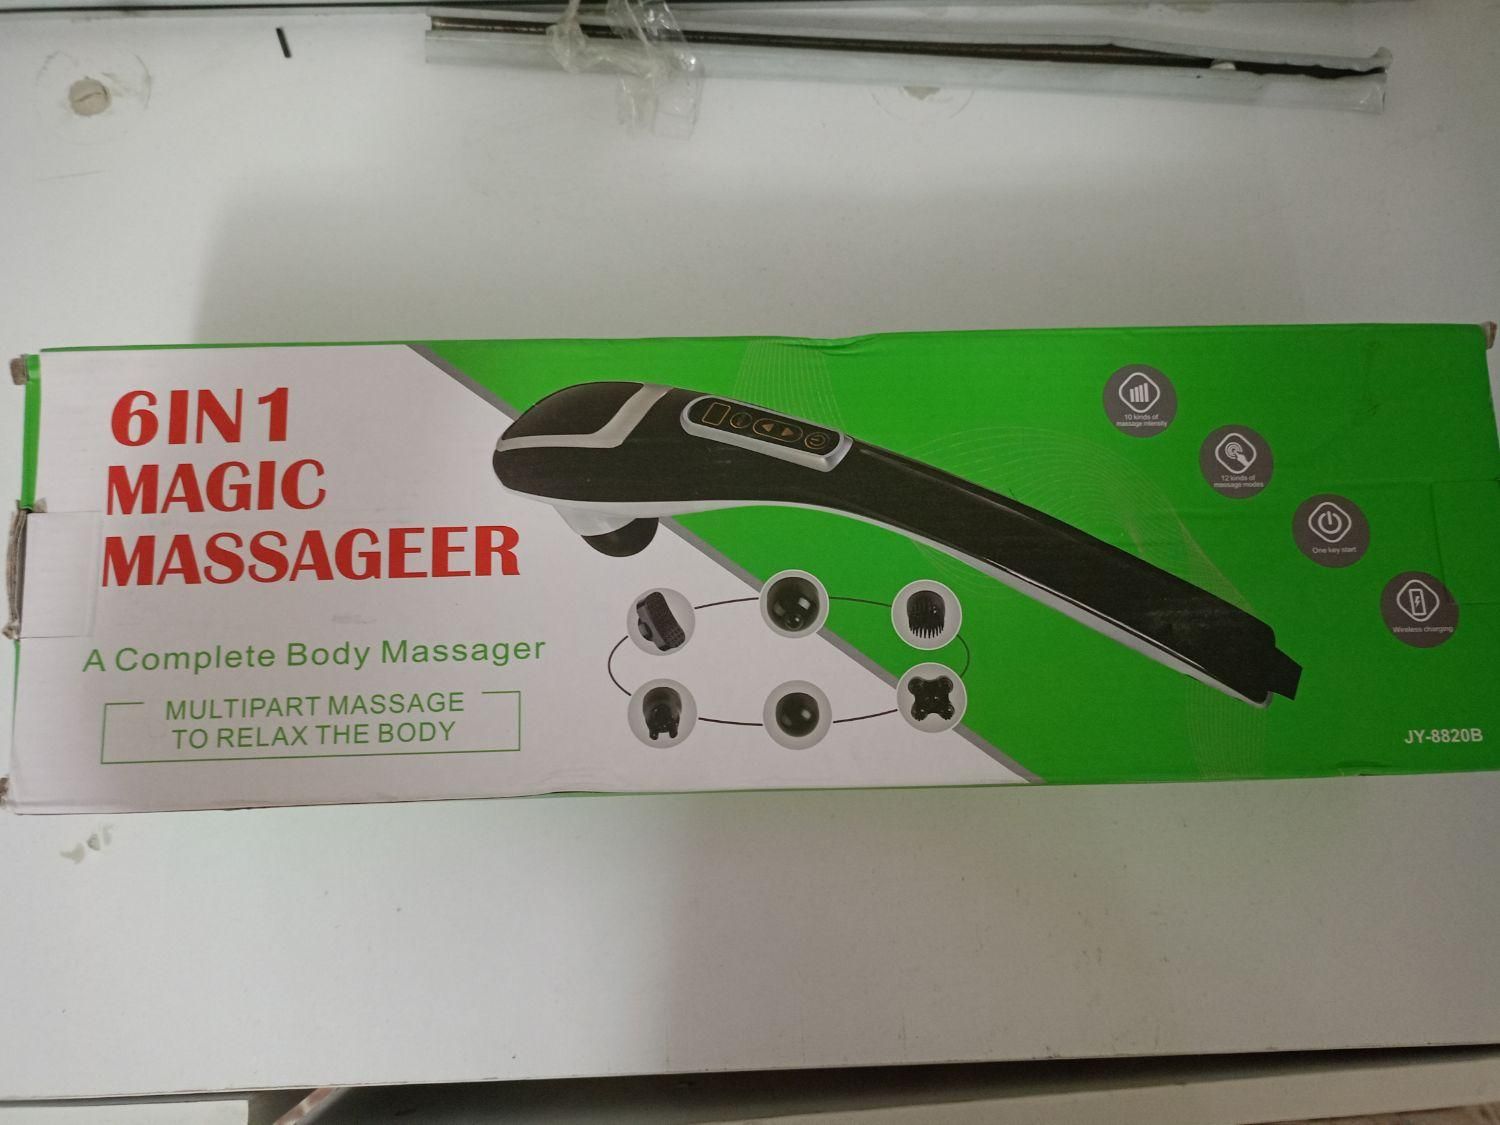 6IN1
MAGIC
MASSAGEER
A Complete Body Massager
MULTIPART MASSAGE
TO RELAX THE BODY
10 kinds of
massage intensity
12 kinds of
massage modes
One key start
Wireless charging
JY-8820B